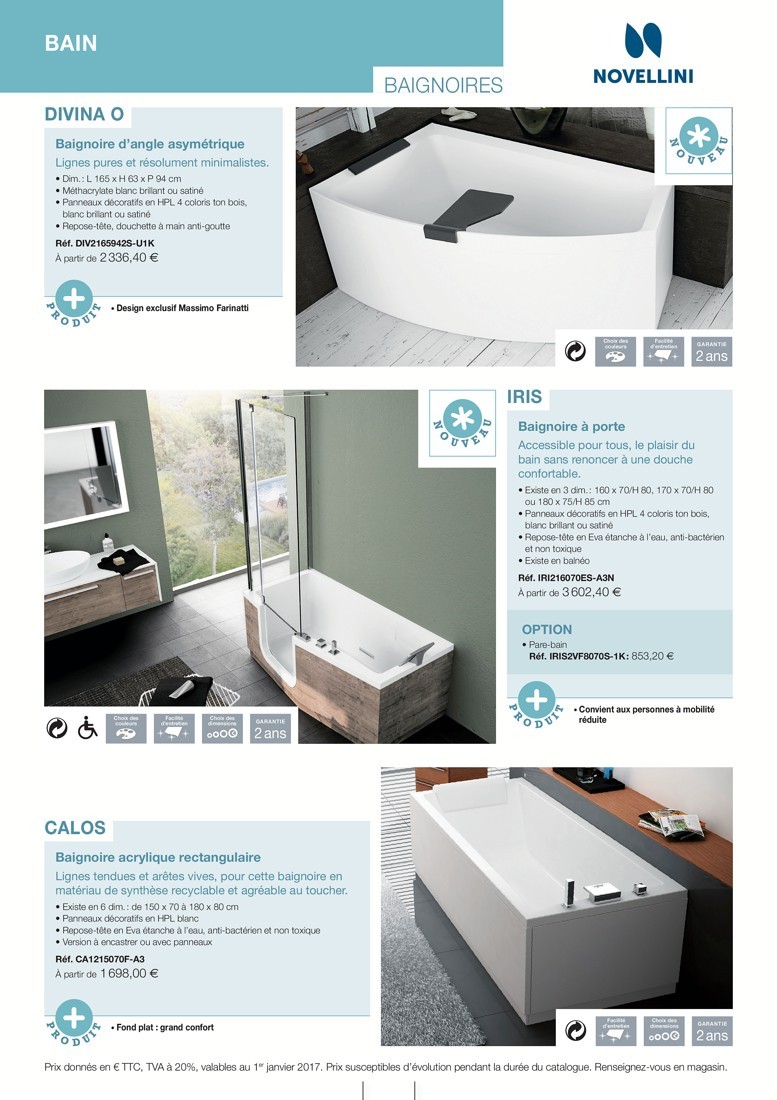 BAIN
NOVELLINI
BAIGNOIRES
DIVINA O
Baignoire d'angle asymétrique
Lignes pures et résolument minimalistes.
• Dim. : L 165 x H 63 x P 94 cm
• Méthacrylate blanc brillant ou satiné
• Panneaux décoratifs en HPL 4 coloris ton bois,
blanc brillant ou satiné
• Repose-tête, douchette à main anti-goutte
Réf. DIV2165942S-U1K
À partir de 2 336,40 €
+
PRODUIT
• Design exclusif Massimo Farinatti
NOUVEAU
Choix des
couleurs
Facilité
d'entretien
GARANTIE
2 ans
NOUVEAU
IRIS
Baignoire à porte
Accessible pour tous, le plaisir du
bain sans renoncer à une douche
confortable.
• Existe en 3 dim. : 160 x 70/H 80, 170 x 70/H 80
ou 180 x 75/H 85 cm
• Panneaux décoratifs en HPL 4 coloris ton bois,
blanc brillant ou satiné
• Repose-tête en Eva étanche à l'eau, anti-bactérien
et non toxique
• Existe en balnéo
Réf. IRI216070ES-A3N
À partir de 3 602,40 €
OPTION
• Pare-bain
Réf. IRIS2VF8070S-1K : 853,20 €
+
PRODUIT
• Convient aux personnes à mobilité
réduite
Choix des
couleurs
Facilité
d'entretien
Choix des
dimensions
GARANTIE
2 ans
CALOS
Baignoire acrylique rectangulaire
Lignes tendues et arêtes vives, pour cette baignoire en
matériau de synthèse recyclable et agréable au toucher.
• Existe en 6 dim. : de 150 x 70 à 180 x 80 cm
• Panneaux décoratifs en HPL blanc
• Repose-tête en Eva étanche à l'eau, anti-bactérien et non toxique
• Version à encastrer ou avec panneaux
Réf. CA1215070F-A3
À partir de 1 698,00 €
+
PRODUIT
• Fond plat : grand confort
Facilité
d'entretien
Choix des
dimensions
GARANTIE
2 ans
Prix donnés en € TTC, TVA à 20%, valables au 1er janvier 2017. Prix susceptibles d'évolution pendant la durée du catalogue. Renseignez-vous en magasin.